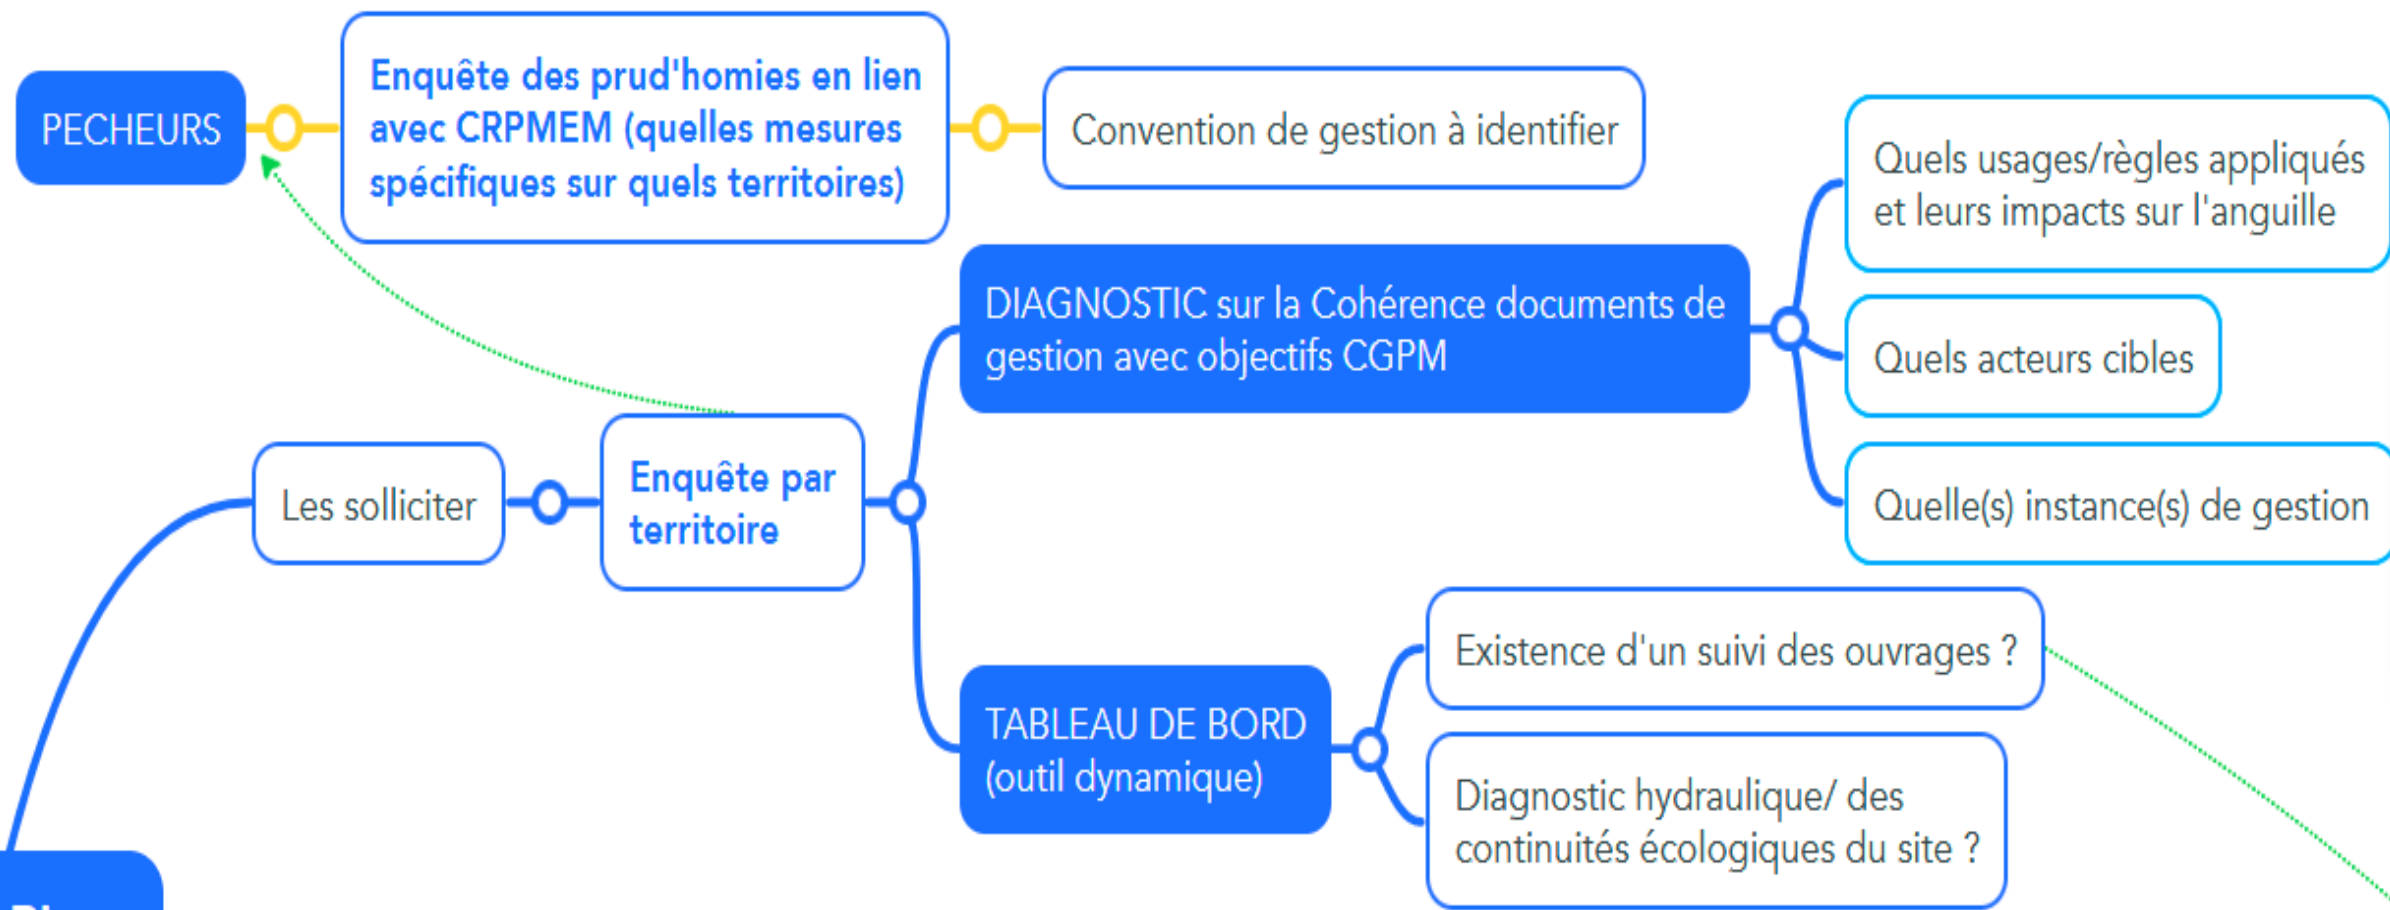 PECHEURS
Enquête des prud'homies en lien
avec CRPMEM (quelles mesures
spécifiques sur quels territoires)
Convention de gestion à identifier
Quels usages/règles appliqués
et leurs impacts sur l'anguille
DIAGNOSTIC sur la Cohérence documents de
gestion avec objectifs CGPM
Quels acteurs cibles
Les solliciter
Enquête par
territoire
Quelle(s) instance(s) de gestion
Existence d'un suivi des ouvrages ?
TABLEAU DE BORD
(outil dynamique)
Diagnostic hydraulique/ des
continuités écologiques du site ?